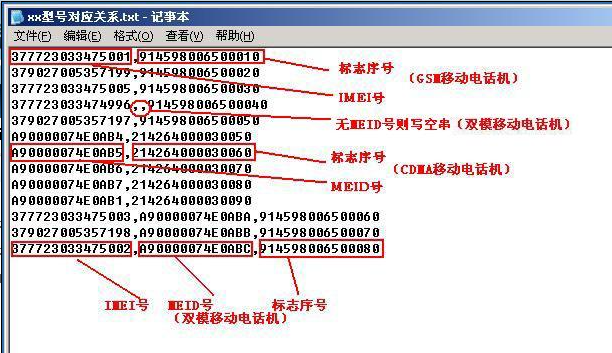 xx型号对应关系.txt - 记事本
文件(F) 编辑(E) 格式(O) 查看(V) 帮助(H)
377723033475001,914598006500010
379027005357199,914598006500020
377723033475005,914598006500030
377723033474996,,914598006500040
379027005357197,914598006500050
A90000074E0AB4,214264000030050
A90000074E0AB5,214264000030060
A90000074E0AB6,214264000030070
A90000074E0AB7,214264000030080
A90000074E0AB1,214264000030090
377723033475003,A90000074E0ABA,914598006500060
379027005357198,A90000074E0ABB,914598006500070
377723033475002,A90000074E0ABC,914598006500080
标志序号
(GSM移动电话机)
IMEI号
无MEID号则写空串（双模移动电话机）
标志序号
(CDMA移动电话机)
MEID号
IMEI号
MEID号
(双模移动电话机)
标志序号